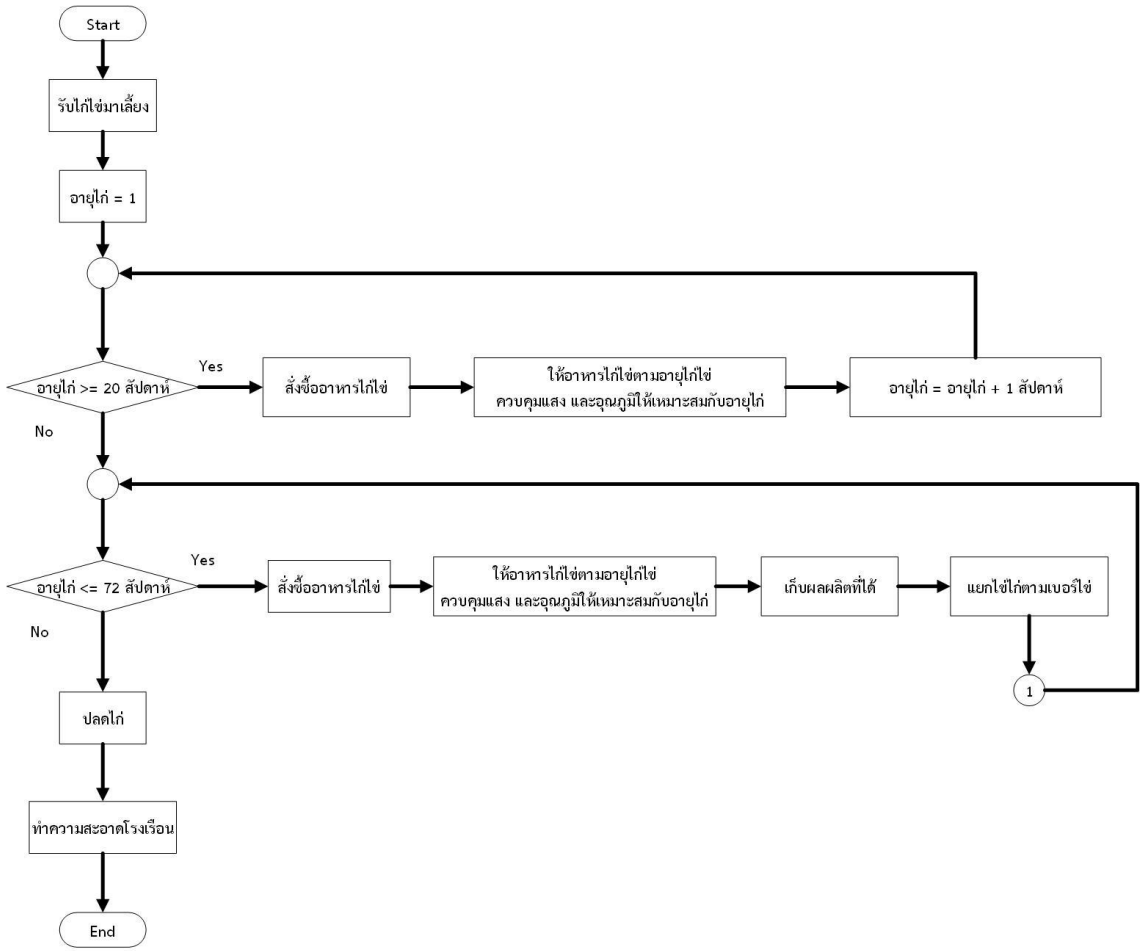 Start
รับไก่ไข่มาเลี้ยง
อายุไก่ = 1
อายุไก่ >= 20 สัปดาห์
Yes
สั่งซื้ออาหารไก่ไข่
ให้อาหารไก่ไข่ตามอายุไก่ไข่
ควบคุมแสง และอุณภูมิให้เหมาะสมกับอายุไก่
อายุไก่ = อายุไก่ + 1 สัปดาห์
No
อายุไก่ <= 72 สัปดาห์
Yes
สั่งซื้ออาหารไก่ไข่
ให้อาหารไก่ไข่ตามอายุไก่ไข่
ควบคุมแสง และอุณภูมิให้เหมาะสมกับอายุไก่
เก็บผลผลิตที่ได้
แยกไข่ไก่ตามเบอร์ไข่
No
1
ปลดไก่
ทำความสะอาดโรงเรือน
End